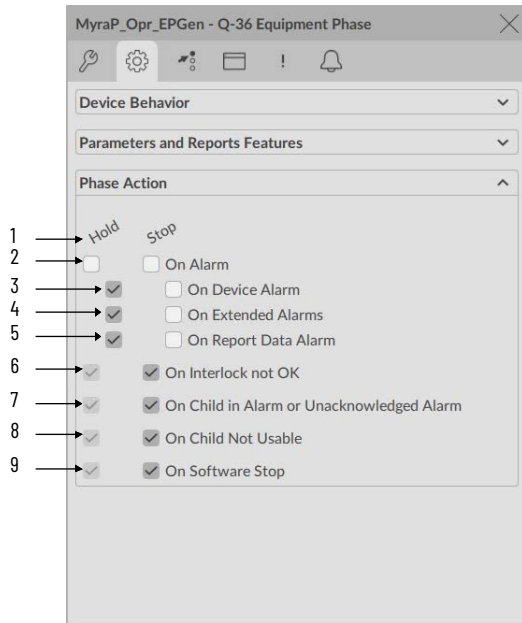 MyraP_Opr_EPGen - Q-36 Equipment Phase
Device Behavior
Parameters and Reports Features
Phase Action
1 Hold Stop
2 On Alarm
3 On Device Alarm
4 On Extended Alarms
5 On Report Data Alarm
6 On Interlock not OK
7 On Child in Alarm or Unacknowledged Alarm
8 On Child Not Usable
9 On Software Stop